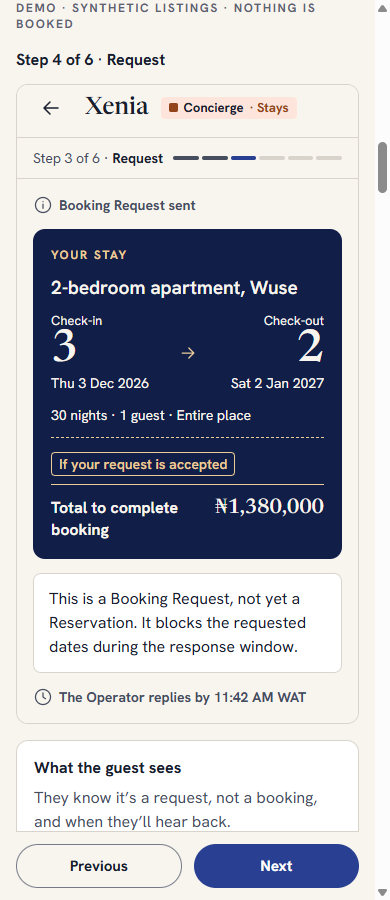 DEMO · SYNTHETIC LISTINGS · NOTHING IS
BOOKED
Step 4 of 6 · Request
Xenia
Concierge · Stays
Step 3 of 6 · Request
Booking Request sent
YOUR STAY
2-bedroom apartment, Wuse
Check-in
Check-out
3
2
Thu 3 Dec 2026
Sat 2 Jan 2027
30 nights · 1 guest · Entire place
If your request is accepted
Total to complete
booking
₦1,380,000
This is a Booking Request, not yet a
Reservation. It blocks the requested
dates during the response window.
The Operator replies by 11:42 AM WAT
What the guest sees
They know it’s a request, not a booking,
and when they’ll hear back.
Previous
Next